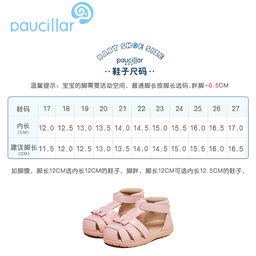 paucillar
BABY SHOE SIZE
paucillar
鞋子尺码
温馨提示：宝宝的脚需要活动空间，普通脚长按脚长选码，胖脚+0.5CM
鞋码 17 18 19 20 21 22 23 24 25 26 27
内长(CM) 12.0 12.5 13.0 13.5 14.0 14.5 15.0 15.5 16.0 16.5 17.0
建议脚长(CM) 11.5 12.0 12.5 13.0 13.5 14.0 14.5 15.0 15.5 16.0 16.5
如脚瘦，脚长12CM选内长12CM的鞋子，脚胖，脚长12CM可选内长12.5CM的鞋子。